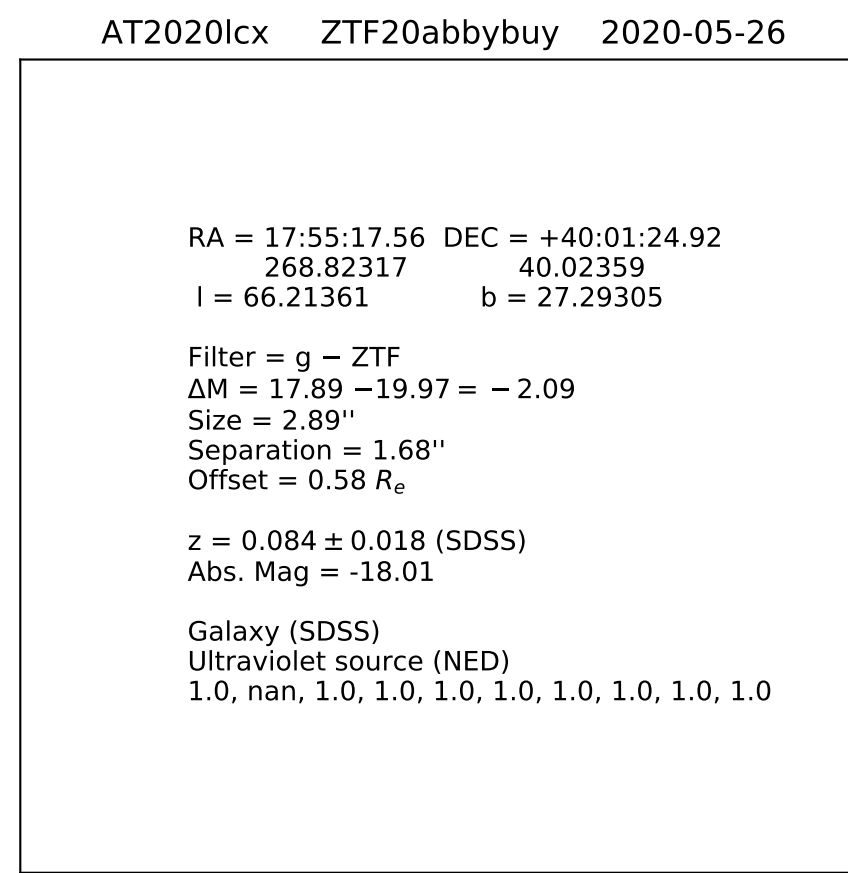 AT2020lcx ZTF20abbybuy 2020-05-26
RA = 17:55:17.56 DEC = +40:01:24.92
268.82317 40.02359
l = 66.21361 b = 27.29305
Filter = g − ZTF
ΔM = 17.89 −19.97 = −2.09
Size = 2.89''
Separation = 1.68''
Offset = 0.58 Rₑ
z = 0.084 ± 0.018 (SDSS)
Abs. Mag = -18.01
Galaxy (SDSS)
Ultraviolet source (NED)
1.0, nan, 1.0, 1.0, 1.0, 1.0, 1.0, 1.0, 1.0, 1.0